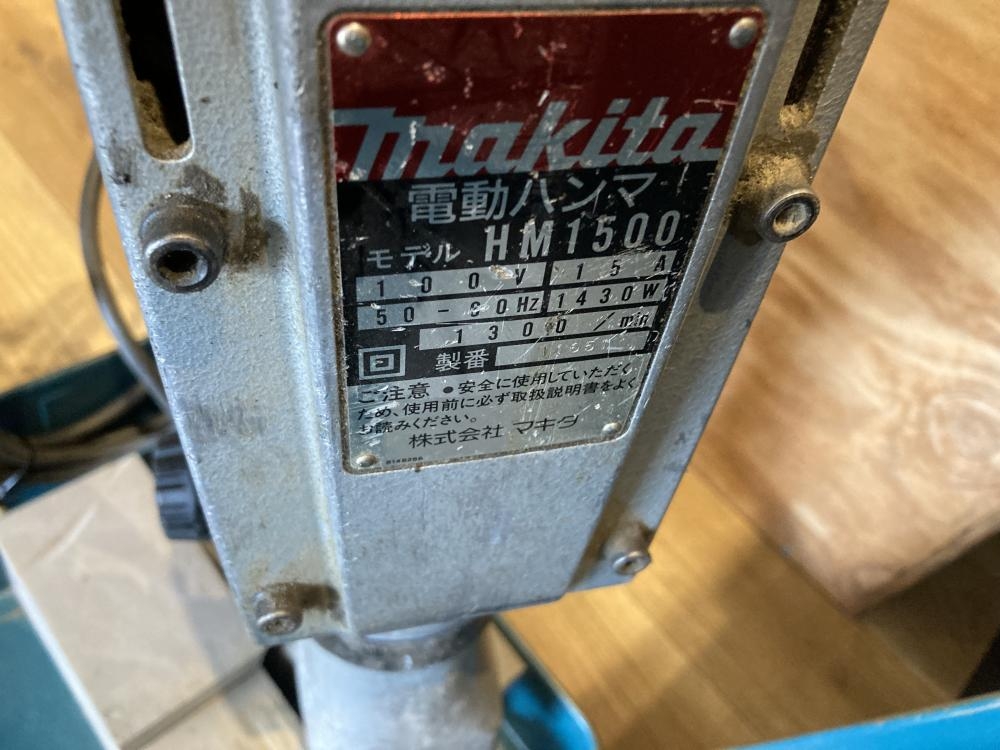 makita
電動ハンマ
モデル HM1500
100V 15A
50-60Hz 1430W
1300/min
製番
ご注意 ●安全に使用していただく
ため、使用前に必ず取扱説明書をよく
お読みください。
株式会社 マキタ